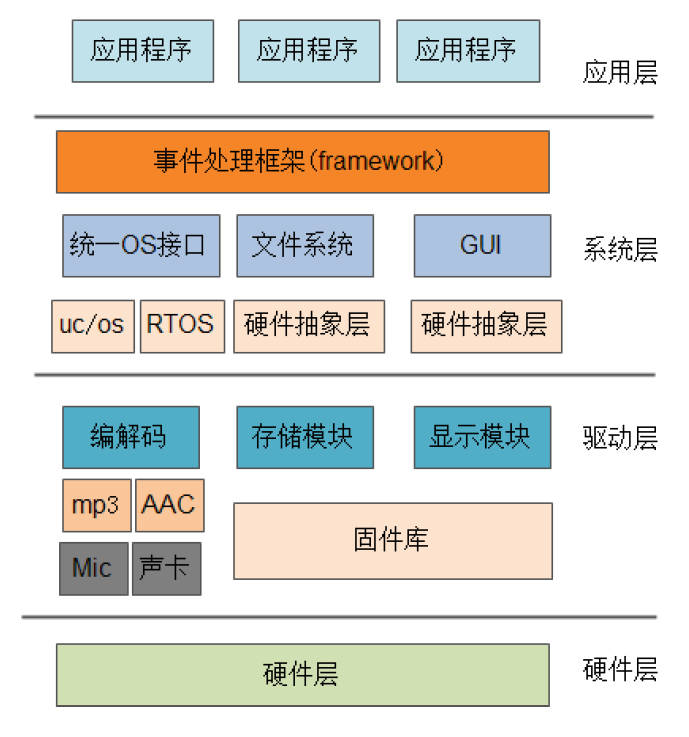 应用程序 应用程序 应用程序
应用层
事件处理框架(framework)
统一OS接口 文件系统 GUI
系统层
uc/os RTOS 硬件抽象层 硬件抽象层
编解码 存储模块 显示模块
驱动层
mp3 AAC
固件库
Mic 声卡
硬件层
硬件层